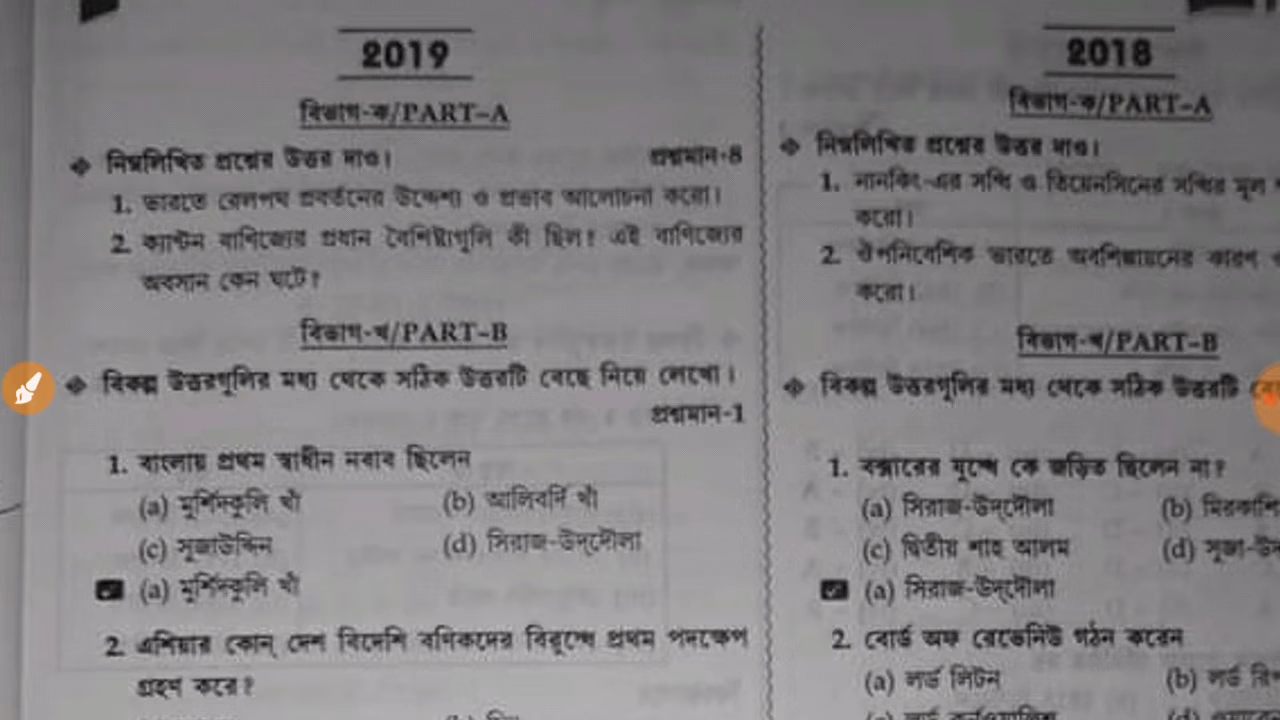 2019
বিভাগ-ক/PART–A
❖ নিম্নলিখিত প্রশ্নের উত্তর দাও। প্রশ্নমান-8
1. ভারতে রেলপথ প্রবর্তনের উদ্দেশ্য ও প্রভাব আলোচনা করো।
2. ক্যান্টন বাণিজ্যের প্রধান বৈশিষ্ট্যগুলি কী ছিল? এই বাণিজ্যের
অবসান কেন ঘটে?
বিভাগ-খ/PART–B
❖ বিকল্প উত্তরগুলির মধ্য থেকে সঠিক উত্তরটি বেছে নিয়ে লেখো।
প্রশ্নমান-1
1. বাংলায় প্রথম স্বাধীন নবাব ছিলেন
(a) মুর্শিদকুলি খাঁ (b) আলিবর্দি খাঁ
(c) সুজাউদ্দিন (d) সিরাজ-উদ্‌দৌলা
(a) মুর্শিদকুলি খাঁ
2. এশিয়ার কোন্ দেশ বিদেশি বণিকদের বিরুদ্ধে প্রথম পদক্ষেপ
গ্রহণ করে?
2018
বিভাগ-ক/PART–A
❖ নিম্নলিখিত প্রশ্নের উত্তর দাও।
1. নানকিং-এর সন্ধি ও তিয়েনসিনের সন্ধির মূল
করো।
2. ঔপনিবেশিক ভারতে অবশিল্পায়নের কারণ
করো।
বিভাগ-খ/PART–B
❖ বিকল্প উত্তরগুলির মধ্য থেকে সঠিক উত্তরটি
1. বক্সারের যুদ্ধে কে জড়িত ছিলেন না?
(a) সিরাজ-উদ্‌দৌলা (b)
(c) দ্বিতীয় শাহ আলম (d)
(a) সিরাজ-উদ্‌দৌলা
2. বোর্ড অফ রেভেনিউ গঠন করেন
(a) লর্ড লিটন (b) লর্ড